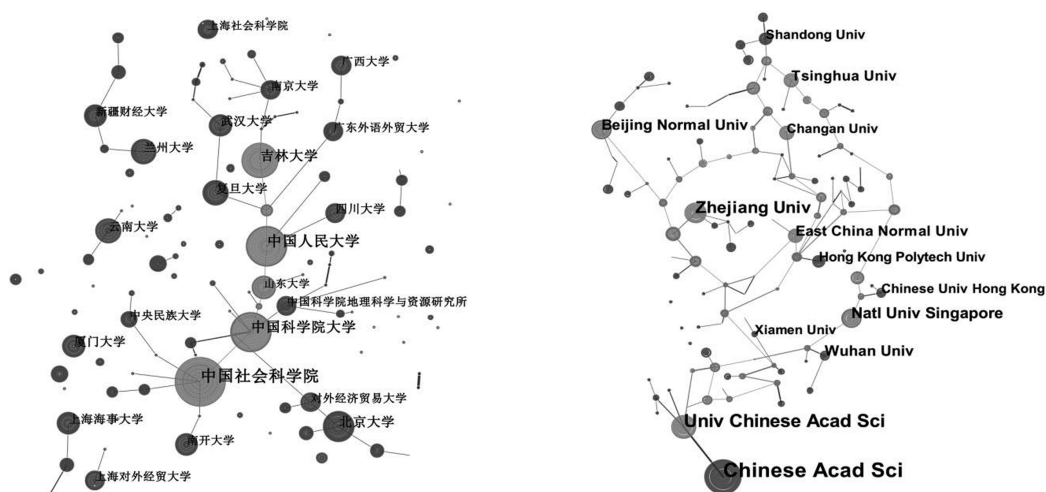 上海社会科学院
广西大学
南京大学
新疆财经大学
武汉大学
广东外语外贸大学
兰州大学
吉林大学
复旦大学
四川大学
云南大学
中国人民大学
山东大学
中国科学院地理科学与资源研究所
中央民族大学
中国科学院大学
厦门大学
中国社会科学院
对外经济贸易大学
上海海事大学
北京大学
南开大学
上海对外经贸大学
Shandong Univ
Tsinghua Univ
Beijing Normal Univ
Changan Univ
Zhejiang Univ
East China Normal Univ
Hong Kong Polytech Univ
Chinese Univ Hong Kong
Natl Univ Singapore
Xiamen Univ
Wuhan Univ
Univ Chinese Acad Sci
Chinese Acad Sci